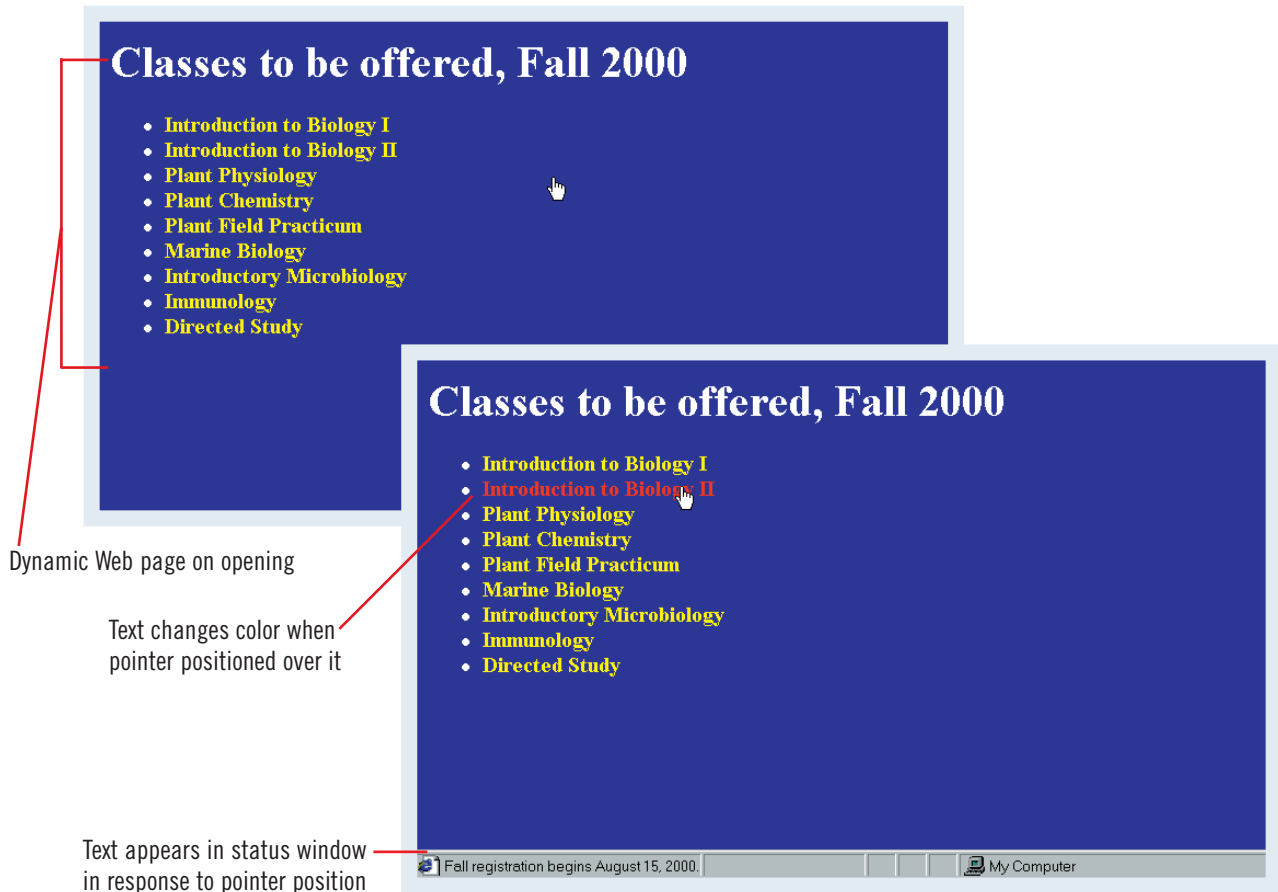 Classes to be offered, Fall 2000
Introduction to Biology I
Introduction to Biology II
Plant Physiology
Plant Chemistry
Plant Field Practicum
Marine Biology
Introductory Microbiology
Immunology
Directed Study
Dynamic Web page on opening
Classes to be offered, Fall 2000
Introduction to Biology I
Introduction to Biology II
Plant Physiology
Plant Chemistry
Plant Field Practicum
Marine Biology
Introductory Microbiology
Immunology
Directed Study
Text changes color when
pointer positioned over it
Text appears in status window
in response to pointer position
Fall registration begins August 15, 2000.
My Computer